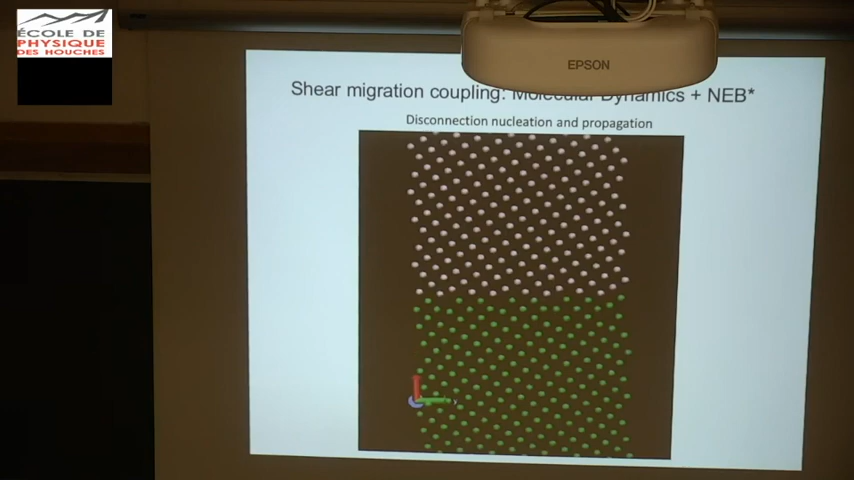 ÉCOLE DE
PHYSIQUE
DES HOUCHES
EPSON
Shear migration coupling: Molecular Dynamics + NEB*
Disconnection nucleation and propagation